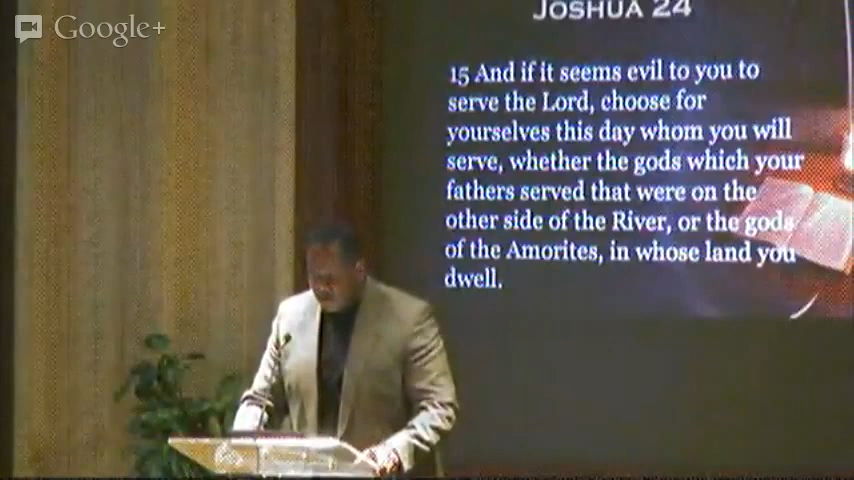 Google+
JOSHUA 24
15 And if it seems evil to you to
serve the Lord, choose for
yourselves this day whom you will
serve, whether the gods which your
fathers served that were on the
other side of the River, or the gods
of the Amorites, in whose land you
dwell.